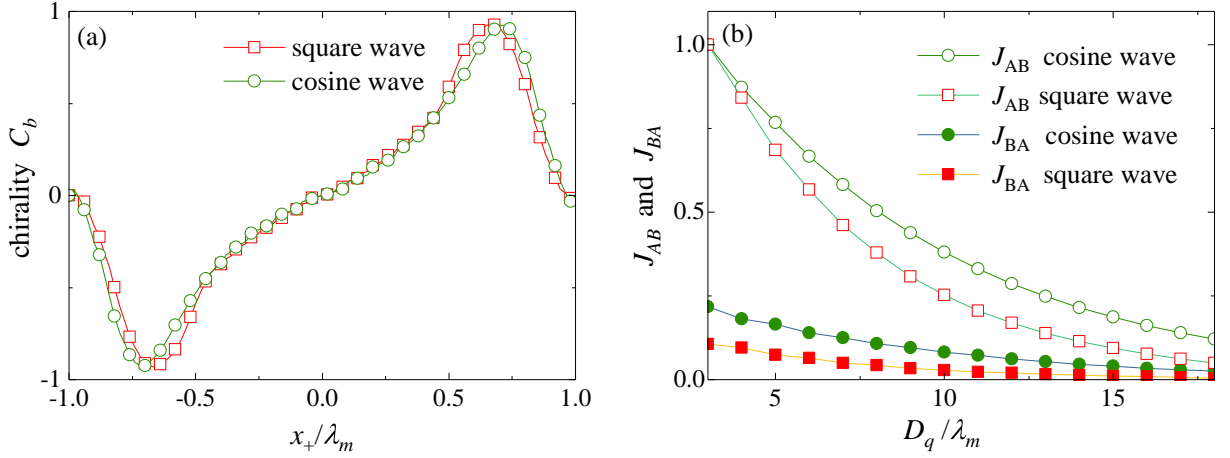 (a)
square wave
cosine wave
chirality C_b
1
0
-1
-1.0
-0.5
0.0
0.5
1.0
x_+/λ_m
(b)
J_AB cosine wave
J_AB square wave
J_BA cosine wave
J_BA square wave
J_AB and J_BA
1.0
0.5
0.0
5
10
15
D_q/λ_m